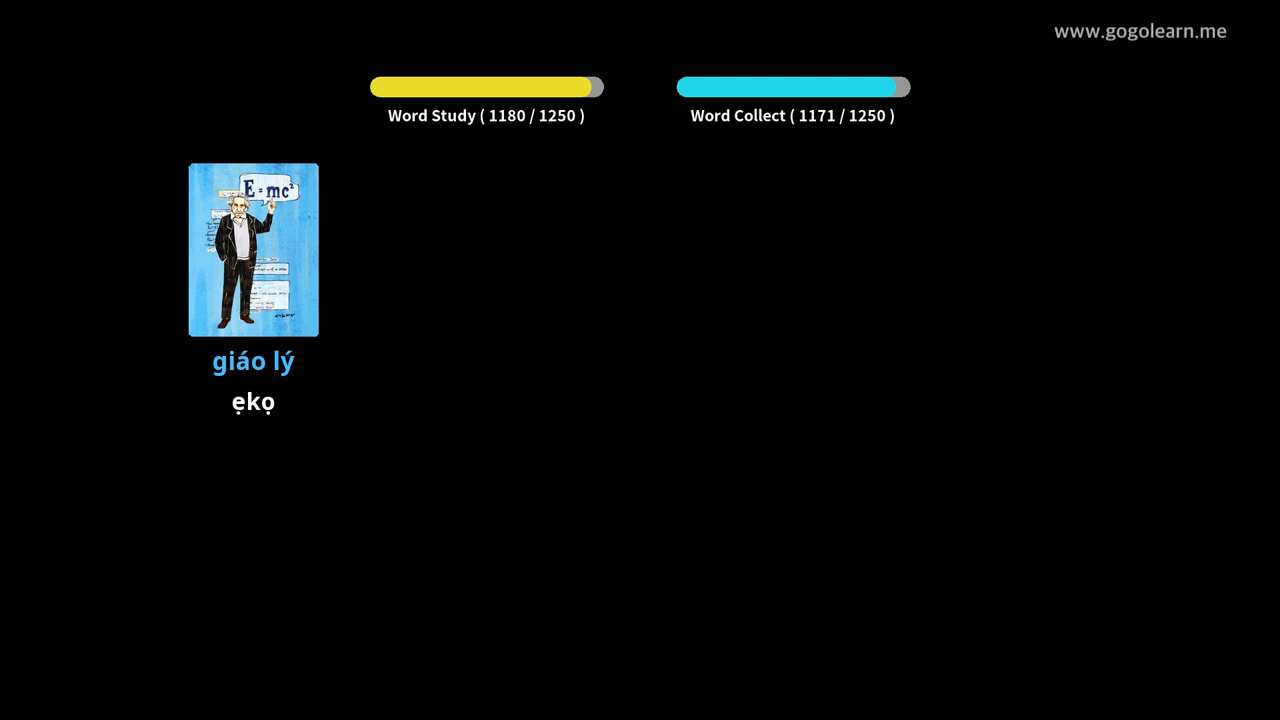 www.gogolearn.me
Word Study ( 1180 / 1250 )
Word Collect ( 1171 / 1250 )
E = mc²
giáo lý
ẹkọ